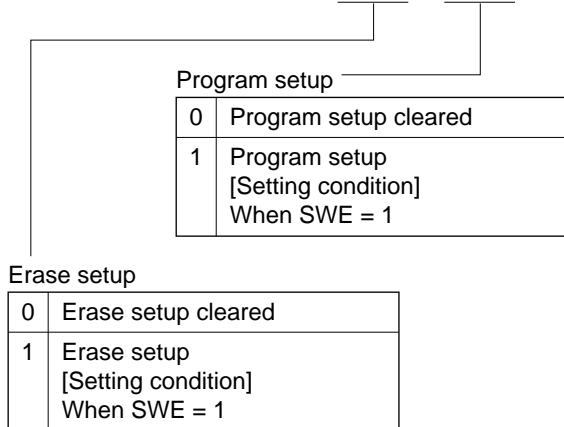 Program setup
0 Program setup cleared
1 Program setup
[Setting condition]
When SWE = 1
Erase setup
0 Erase setup cleared
1 Erase setup
[Setting condition]
When SWE = 1